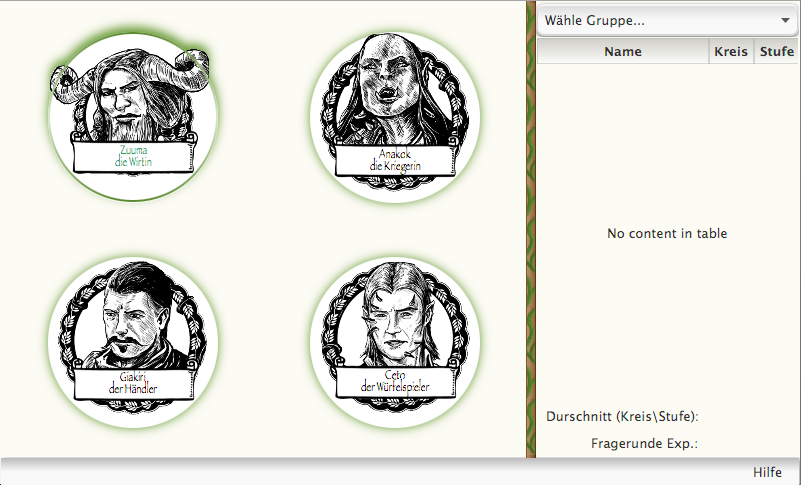 Zuuma
die Wirtin
Anakok
die Kriegerin
Giakiri
der Händler
Ceto
der Würfelspieler
Wähle Gruppe...
Name Kreis Stufe
No content in table
Durschnitt (Kreis\Stufe):
Fragerunde Exp.:
Hilfe